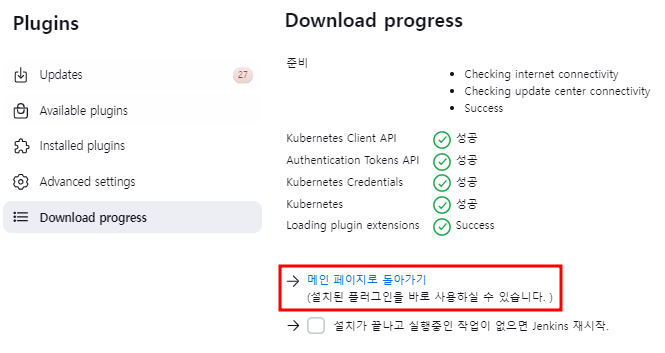 Plugins
Updates 27
Available plugins
Installed plugins
Advanced settings
Download progress
Download progress
준비
Checking internet connectivity
Checking update center connectivity
Success
Kubernetes Client API 성공
Authentication Tokens API 성공
Kubernetes Credentials 성공
Kubernetes 성공
Loading plugin extensions Success
메인 페이지로 돌아가기
(설치된 플러그인을 바로 사용하실 수 있습니다. )
설치가 끝나고 실행중인 작업이 없으면 Jenkins 재시작.